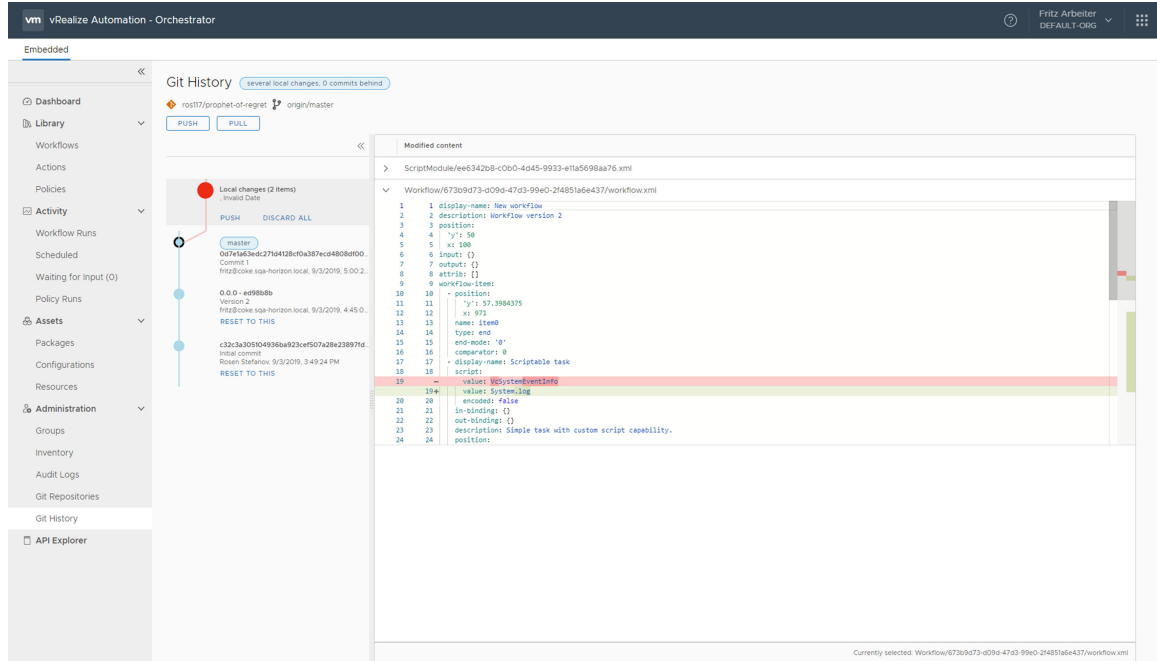 vm vRealize Automation - Orchestrator
Fritz Arbeiter
DEFAULT-ORG
Embedded
Dashboard
Library
Workflows
Actions
Policies
Activity
Workflow Runs
Scheduled
Waiting for Input (0)
Policy Runs
Assets
Packages
Configurations
Resources
Administration
Groups
Inventory
Audit Logs
Git Repositories
Git History
API Explorer
Git History several local changes, 0 commits behind
ros117/prophet-of-regret origin/master
PUSH PULL
Local changes (2 items)
, Invalid Date
PUSH DISCARD ALL
master
0d7e1a63edc271d4128cf0a387ecd4808df00...
Commit 1
fritz@coke.sqa-horizon.local, 9/3/2019, 5:00:2...
0.0.0 - ed98b8b
Version 2
fritz@coke.sqa-horizon.local, 9/3/2019, 4:45:0...
RESET TO THIS
c32c3a305104936ba923cef507a28e23897fd...
Initial commit
Rosen Stefanov, 9/3/2019, 3:49:24 PM
RESET TO THIS
Modified content
ScriptModule/ee6342b8-c0b0-4d45-9933-e11a5698aa76.xml
Workflow/673b9d73-d09d-47d3-99e0-2f4851a6e437/workflow.xml
1 1 display-name: New workflow
2 2 description: Workflow version 2
3 3 position:
4 4 'y': 50
5 5 x: 100
6 6 input: {}
7 7 output: {}
8 8 attrib: []
9 9 workflow-item:
10 10 - position:
11 11 'y': 57.3984375
12 12 x: 971
13 13 name: item0
14 14 type: end
15 15 end-mode: '0'
16 16 comparator: 0
17 17 - display-name: Scriptable task
18 18 script:
19 - value: VcSystemEventInfo
19+ value: System.log
20 20 encoded: false
21 21 in-binding: {}
22 22 out-binding: {}
23 23 description: Simple task with custom script capability.
24 24 position:
Currently selected: Workflow/673b9d73-d09d-47d3-99e0-2f4851a6e437/workflow.xml